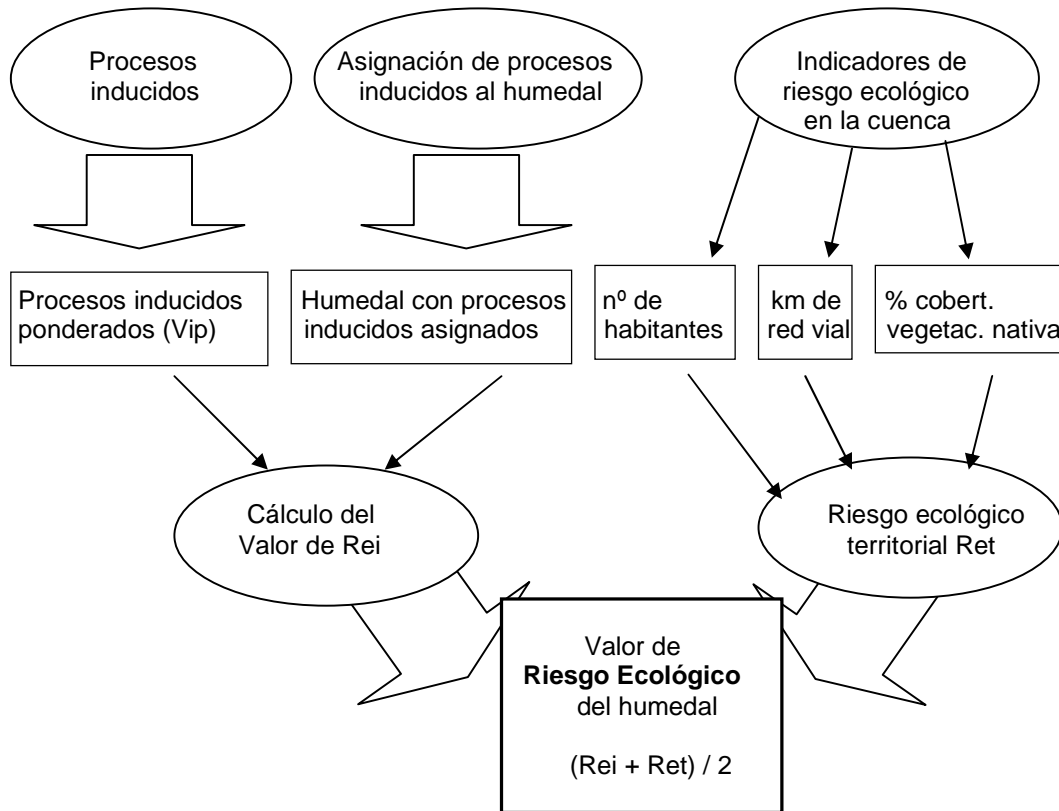 Procesos
inducidos
Asignación de procesos
inducidos al humedal
Indicadores de
riesgo ecológico
en la cuenca
Procesos inducidos
ponderados (Vip)
Humedal con procesos
inducidos asignados
nº de
habitantes
km de
red vial
% cobert.
vegetac. nativa
Cálculo del
Valor de Rei
Riesgo ecológico
territorial Ret
Valor de
Riesgo Ecológico
del humedal
(Rei + Ret) / 2